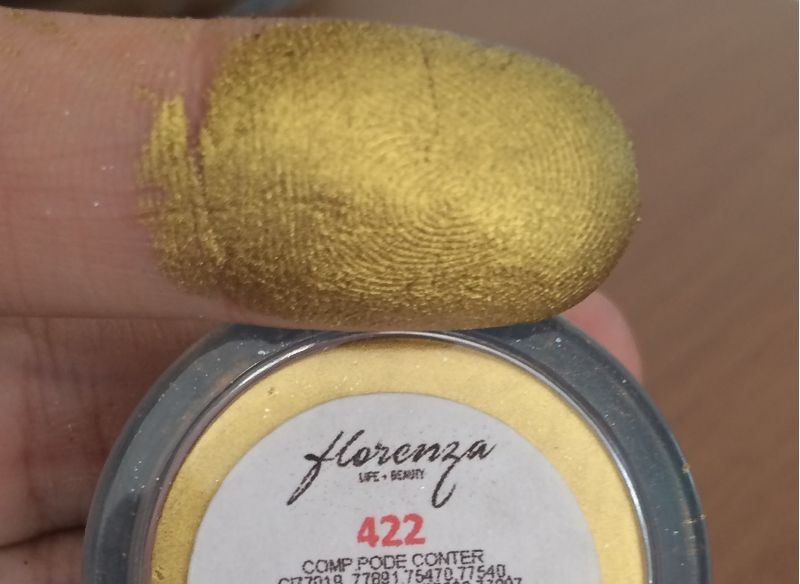 florenza
LIFE + BEAUTY
422
COMP.PODE CONTER
CI77019, 77891,75470,77540,